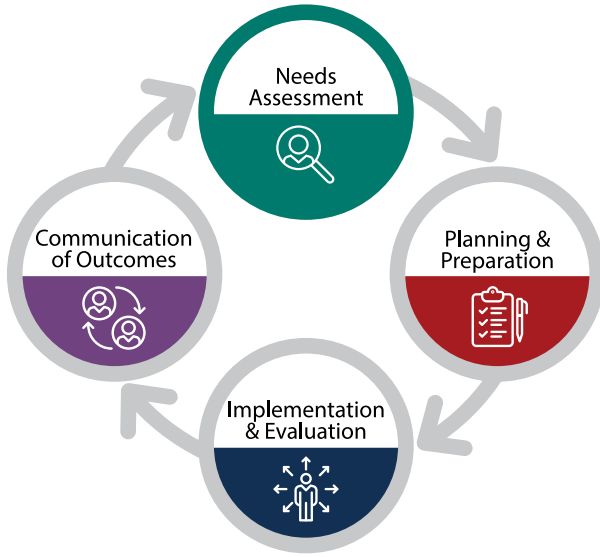 Needs
Assessment
Planning &
Preparation
Implementation
& Evaluation
Communication
of Outcomes